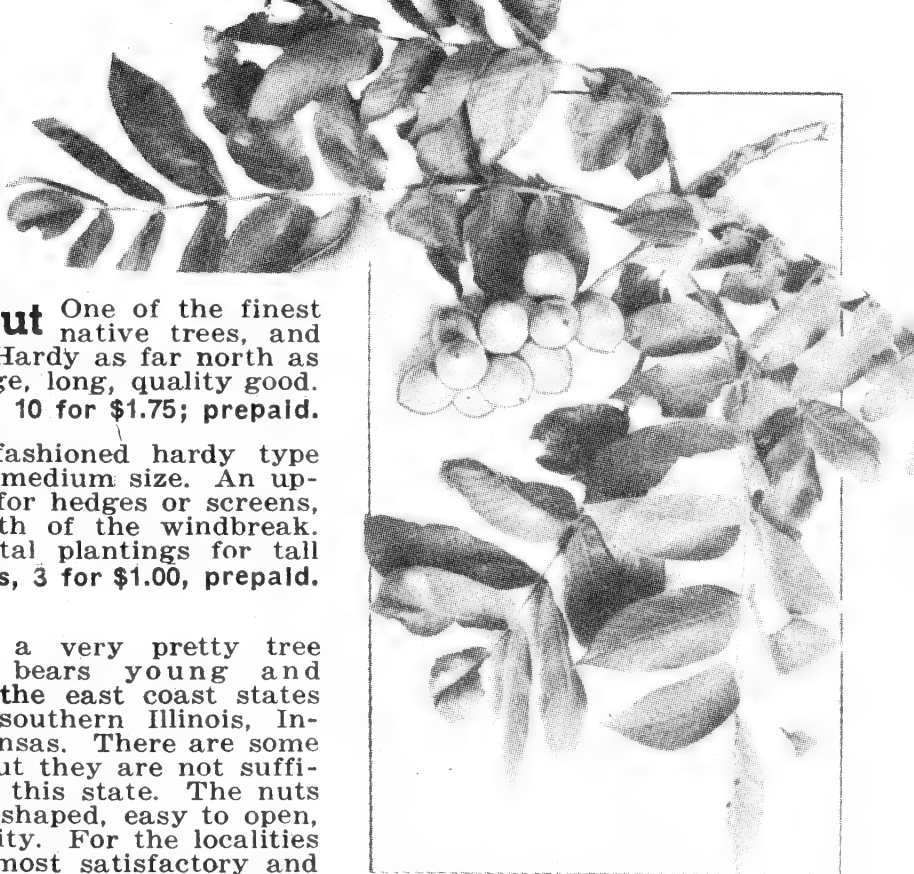 ut One of the finest
native trees, and
Hardy as far north as
ge, long, quality good.
10 for $1.75; prepaid.
fashioned hardy type
medium size. An up-
for hedges or screens,
th of the windbreak.
tal plantings for tall
s, 3 for $1.00, prepaid.
a very pretty tree
bears young and
the east coast states
southern Illinois, In-
nsas. There are some
ut they are not suffi-
this state. The nuts
shaped, easy to open,
ity. For the localities
most satisfactory and